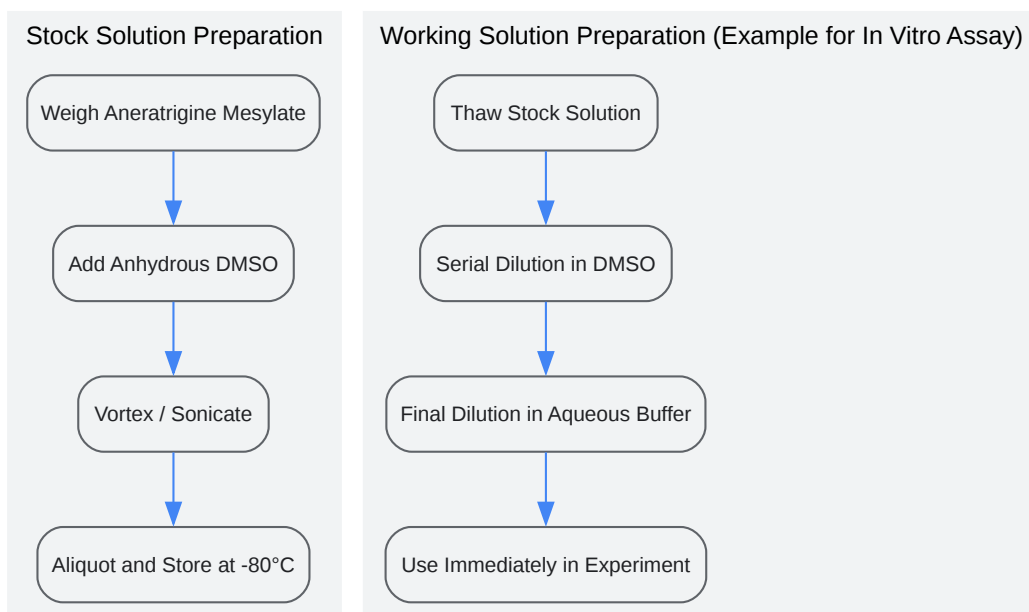 Stock Solution Preparation
Weigh Aneratrigine Mesylate
Add Anhydrous DMSO
Vortex / Sonicate
Aliquot and Store at -80°C
Working Solution Preparation (Example for In Vitro Assay)
Thaw Stock Solution
Serial Dilution in DMSO
Final Dilution in Aqueous Buffer
Use Immediately in Experiment